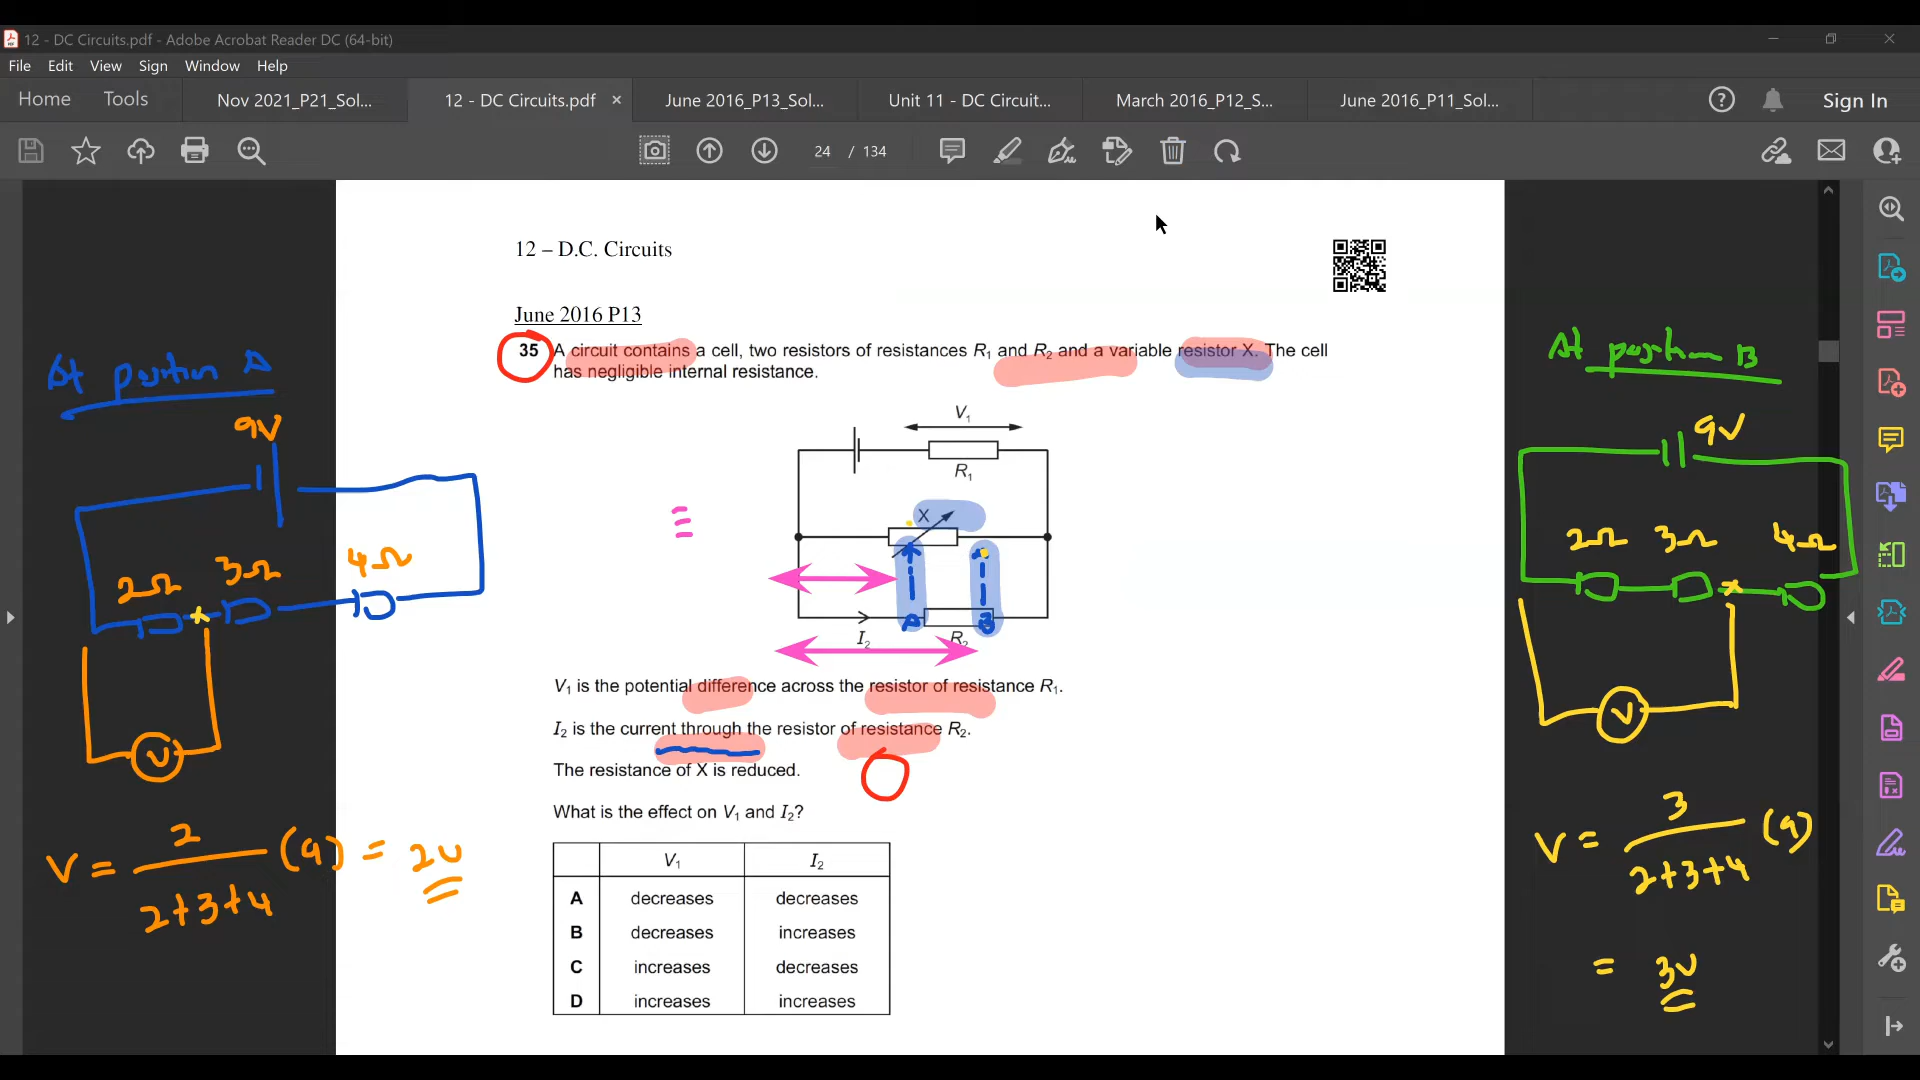 12 - DC Circuits.pdf - Adobe Acrobat Reader DC (64-bit)
File Edit View Sign Window Help
Home Tools Nov 2021_P21_Sol... 12 - DC Circuits.pdf × June 2016_P13_Sol... Unit 11 - DC Circuit... March 2016_P12_S... June 2016_P11_Sol... Sign In
24 / 134
12 – D.C. Circuits
June 2016 P13
35 A circuit contains a cell, two resistors of resistances R₁ and R₂ and a variable resistor X. The cell
has negligible internal resistance.
V₁
R₁
X
A B
I₂ R₂
V₁ is the potential difference across the resistor of resistance R₁.
I₂ is the current through the resistor of resistance R₂.
The resistance of X is reduced.
What is the effect on V₁ and I₂?
V₁ I₂
A decreases decreases
B decreases increases
C increases decreases
D increases increases
At position A
9V
2Ω 3Ω 4Ω
V
V = 2/(2+3+4) (9) = 2V
At position B
9V
2Ω 3Ω 4Ω
V
V = 3/(2+3+4) (9)
= 3V